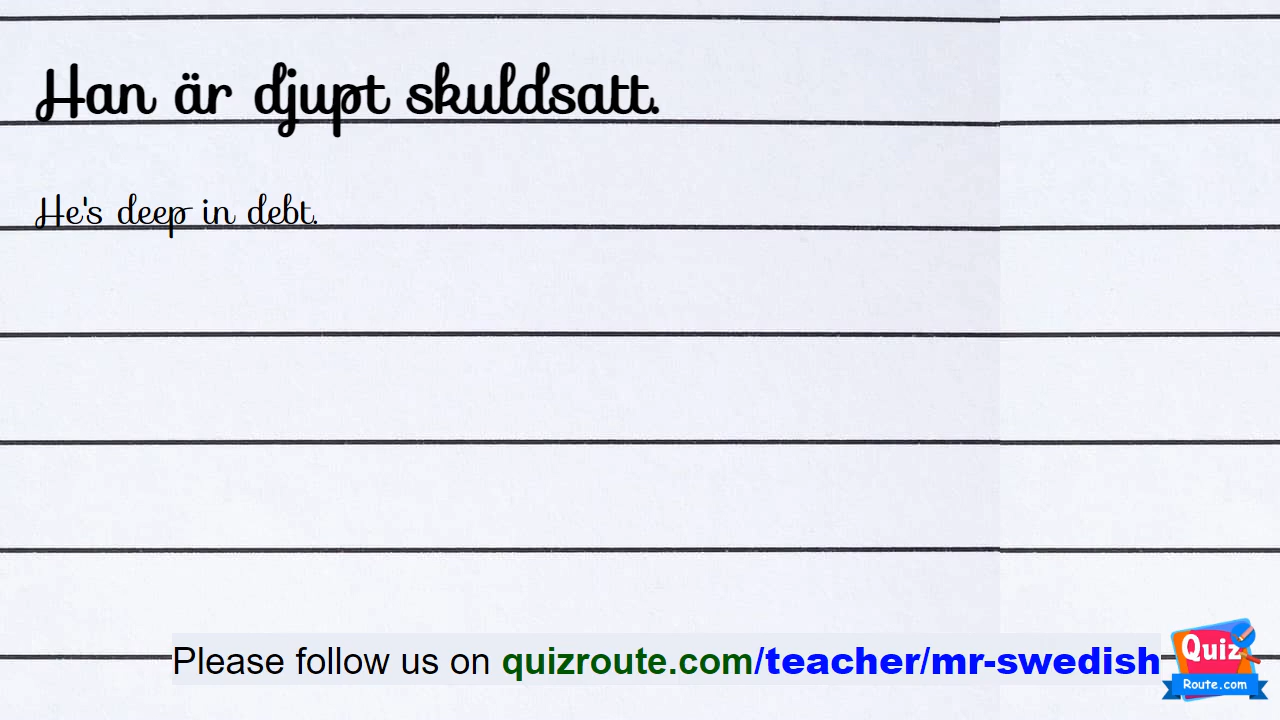 Han är djupt skuldsatt.
He's deep in debt.
Please follow us on quizroute.com/teacher/mr-swedish
Quiz
Route.com